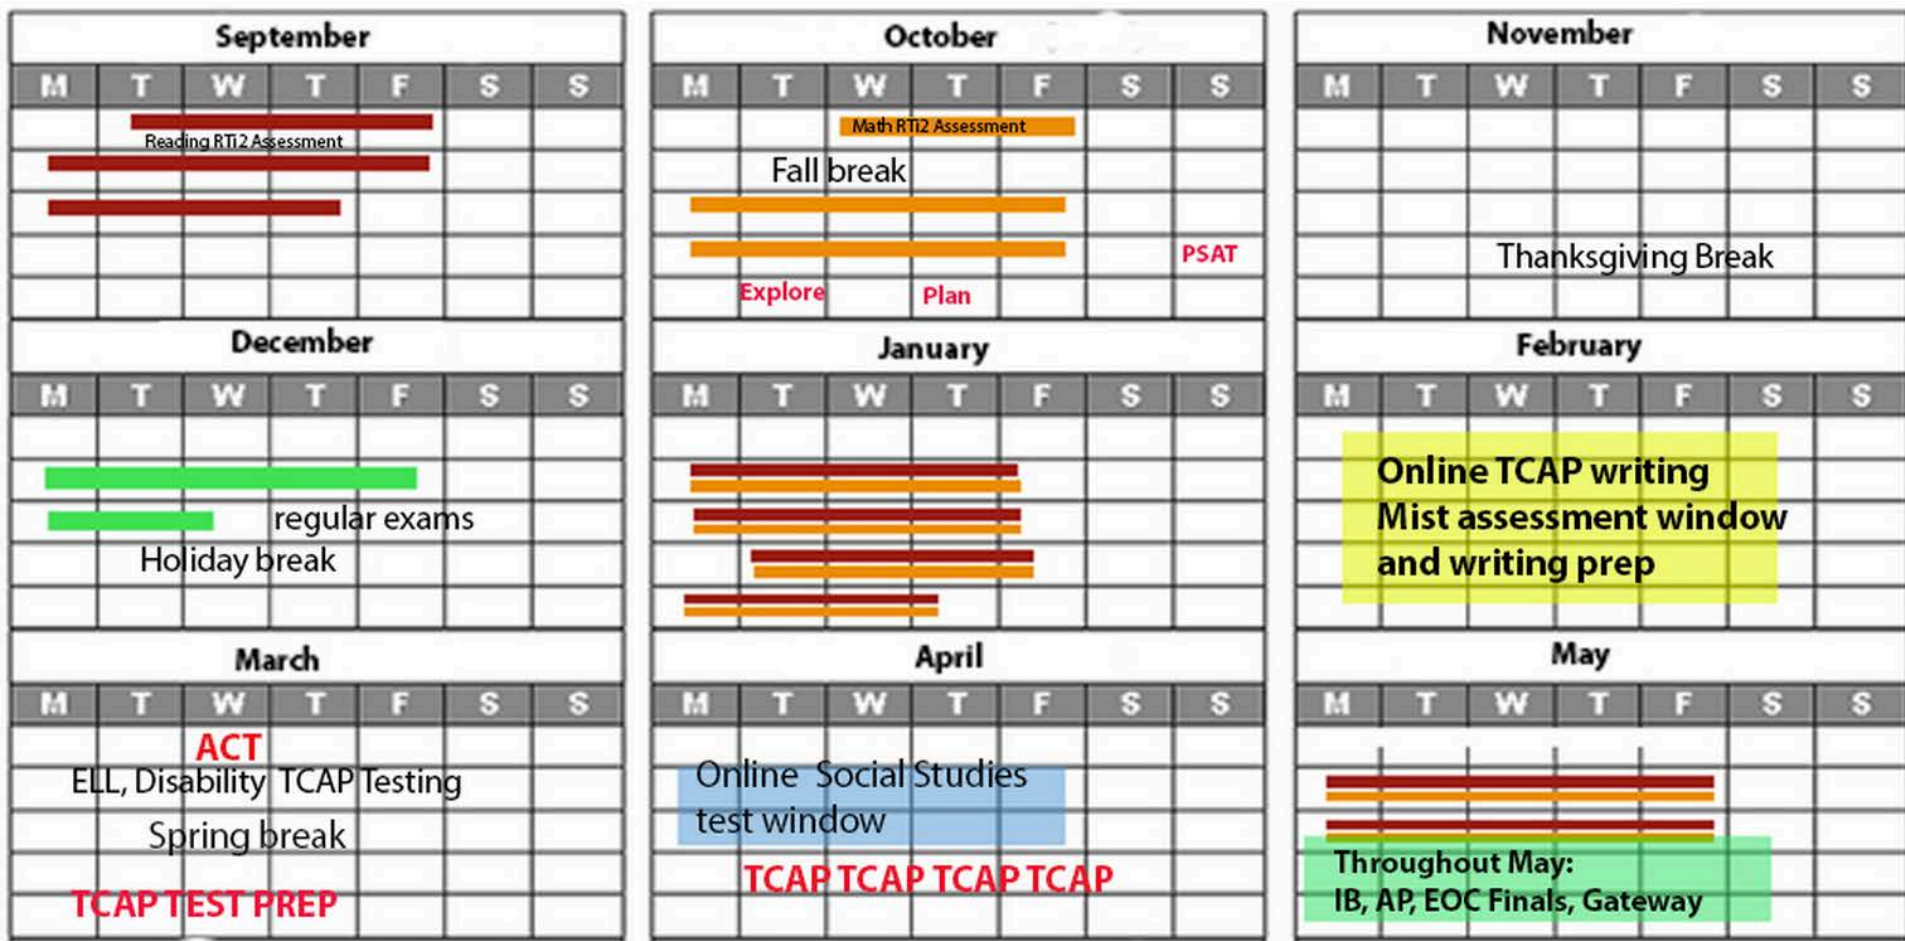 September
M T W T F S S
Reading RTi2 Assessment
October
M T W T F S S
Math RTi2 Assessment
Fall break
PSAT
Explore Plan
November
M T W T F S S
Thanksgiving Break
December
M T W T F S S
regular exams
Holiday break
January
M T W T F S S
February
M T W T F S S
Online TCAP writing
Mist assessment window
and writing prep
March
M T W T F S S
ACT
ELL, Disability TCAP Testing
Spring break
TCAP TEST PREP
April
M T W T F S S
Online Social Studies
test window
TCAP TCAP TCAP TCAP
May
M T W T F S S
Throughout May:
IB, AP, EOC Finals, Gateway